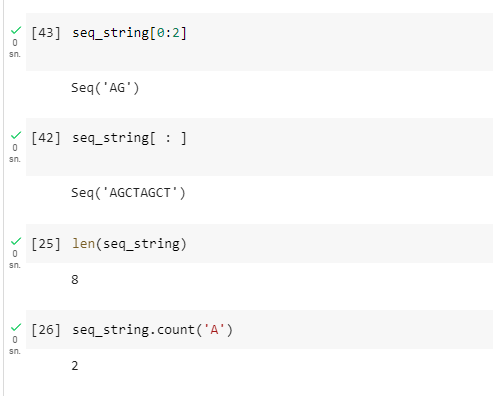 [43] seq_string[0:2]
0
sn.
Seq('AG')
[42] seq_string[ : ]
0
sn.
Seq('AGCTAGCT')
[25] len(seq_string)
0
sn.
8
[26] seq_string.count('A')
0
sn.
2